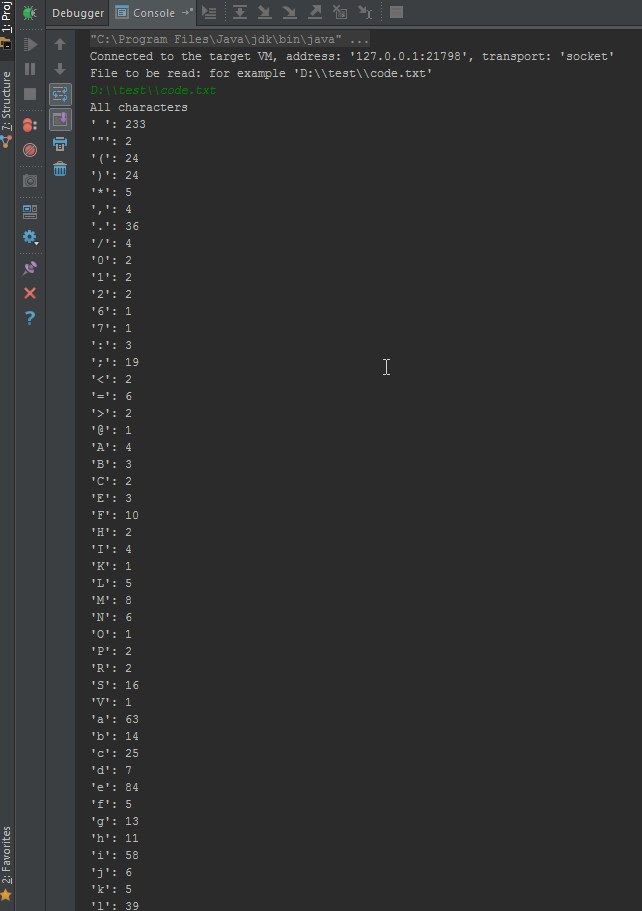 1: Proj
7: Structure
2: Favorites
Debugger Console
"C:\Program Files\Java\jdk\bin\java" ...
Connected to the target VM, address: '127.0.0.1:21798', transport: 'socket'
File to be read: for example 'D:\\test\\code.txt'
D:\\test\\code.txt
All characters
' ': 233
'"': 2
'(': 24
')': 24
'*': 5
',': 4
'.': 36
'/': 4
'0': 2
'1': 2
'2': 2
'6': 1
'7': 1
':': 3
';': 19
'<': 2
'=': 6
'>': 2
'@': 1
'A': 4
'B': 3
'C': 2
'E': 3
'F': 10
'H': 2
'I': 4
'K': 1
'L': 5
'M': 8
'N': 6
'O': 1
'P': 2
'R': 2
'S': 16
'V': 1
'a': 63
'b': 14
'c': 25
'd': 7
'e': 84
'f': 5
'g': 13
'h': 11
'i': 58
'j': 6
'k': 5
'l': 39